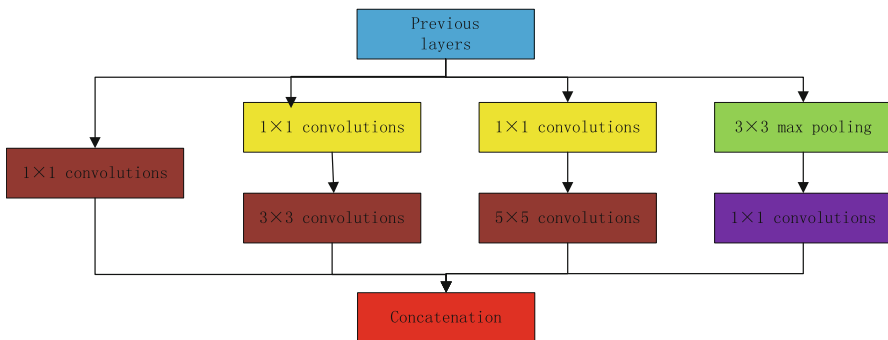 Previous
layers
1×1 convolutions
1×1 convolutions
3×3 max pooling
1×1 convolutions
3×3 convolutions
5×5 convolutions
1×1 convolutions
Concatenation